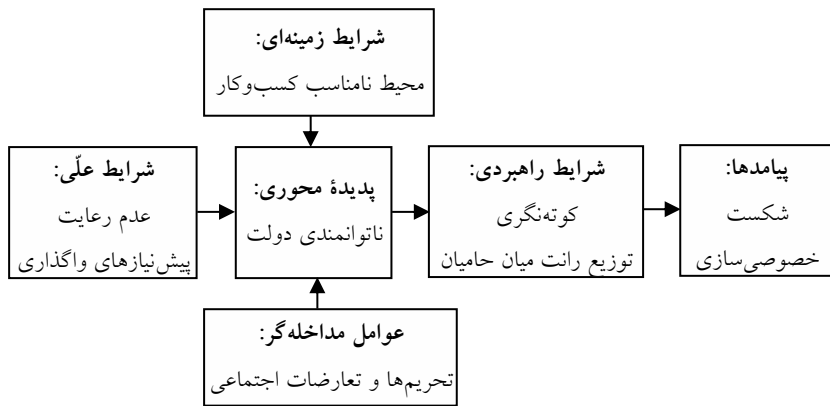 شرایط زمینه‌ای:
محیط نامناسب کسب‌وکار
شرایط علّی:
عدم رعایت
پیش‌نیازهای واگذاری
پدیدهٔ محوری:
ناتوانمندی دولت
شرایط راهبردی:
کوته‌نگری
توزیع رانت میان حامیان
پیامدها:
شکست
خصوصی‌سازی
عوامل مداخله‌گر:
تحریم‌ها و تعارضات اجتماعی